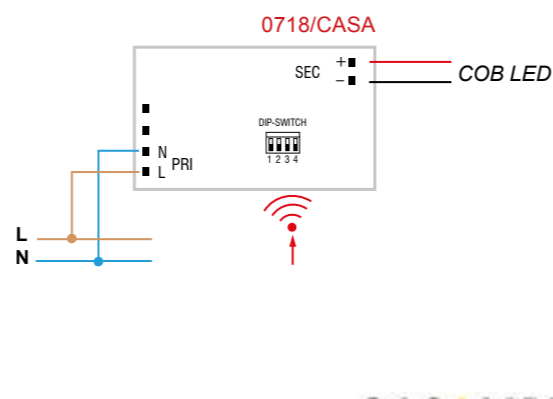 0718/CASA
SEC
+
–
COB LED
DIP-SWITCH
1 2 3 4
N
PRI
L
L
N